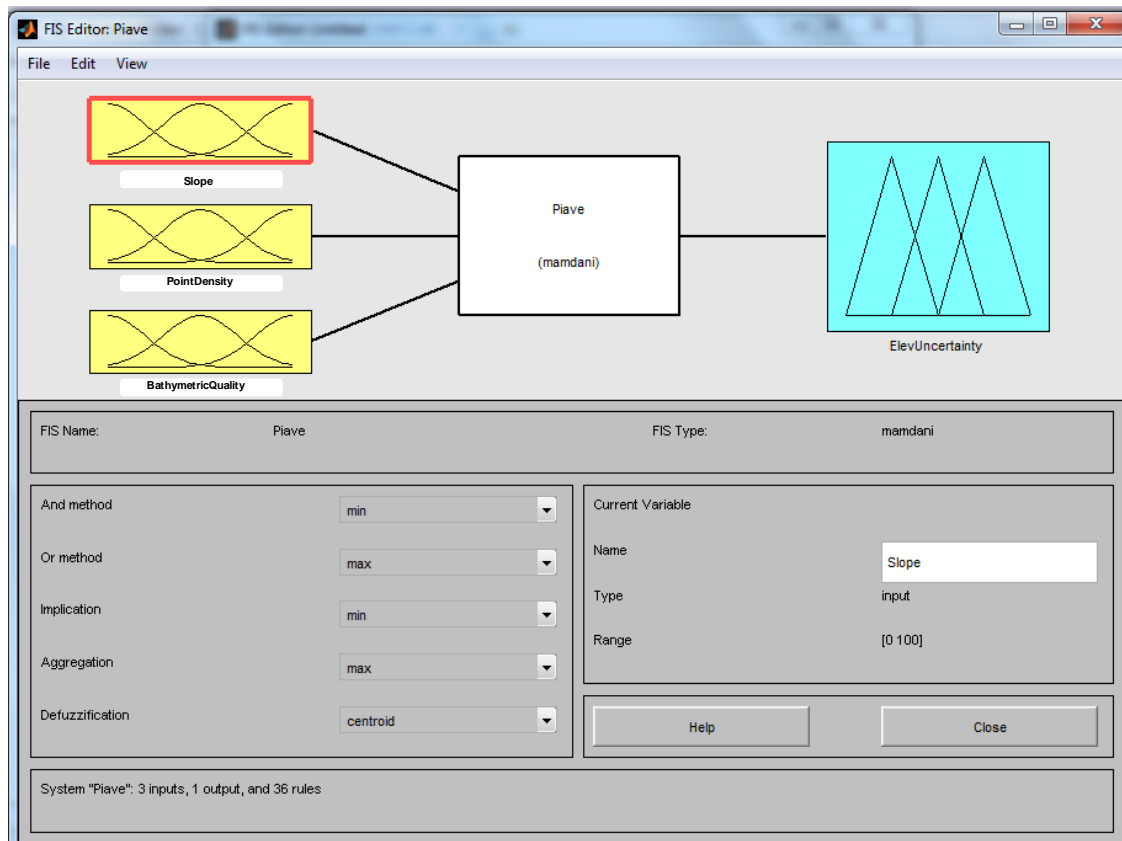 FIS Editor: Piave
File Edit View
Slope
PointDensity
BathymetricQuality
Piave
(mamdani)
ElevUncertainty
FIS Name: Piave FIS Type: mamdani
And method min
Or method max
Implication min
Aggregation max
Defuzzification centroid
Current Variable
Name Slope
Type input
Range [0 100]
Help Close
System "Piave": 3 inputs, 1 output, and 36 rules